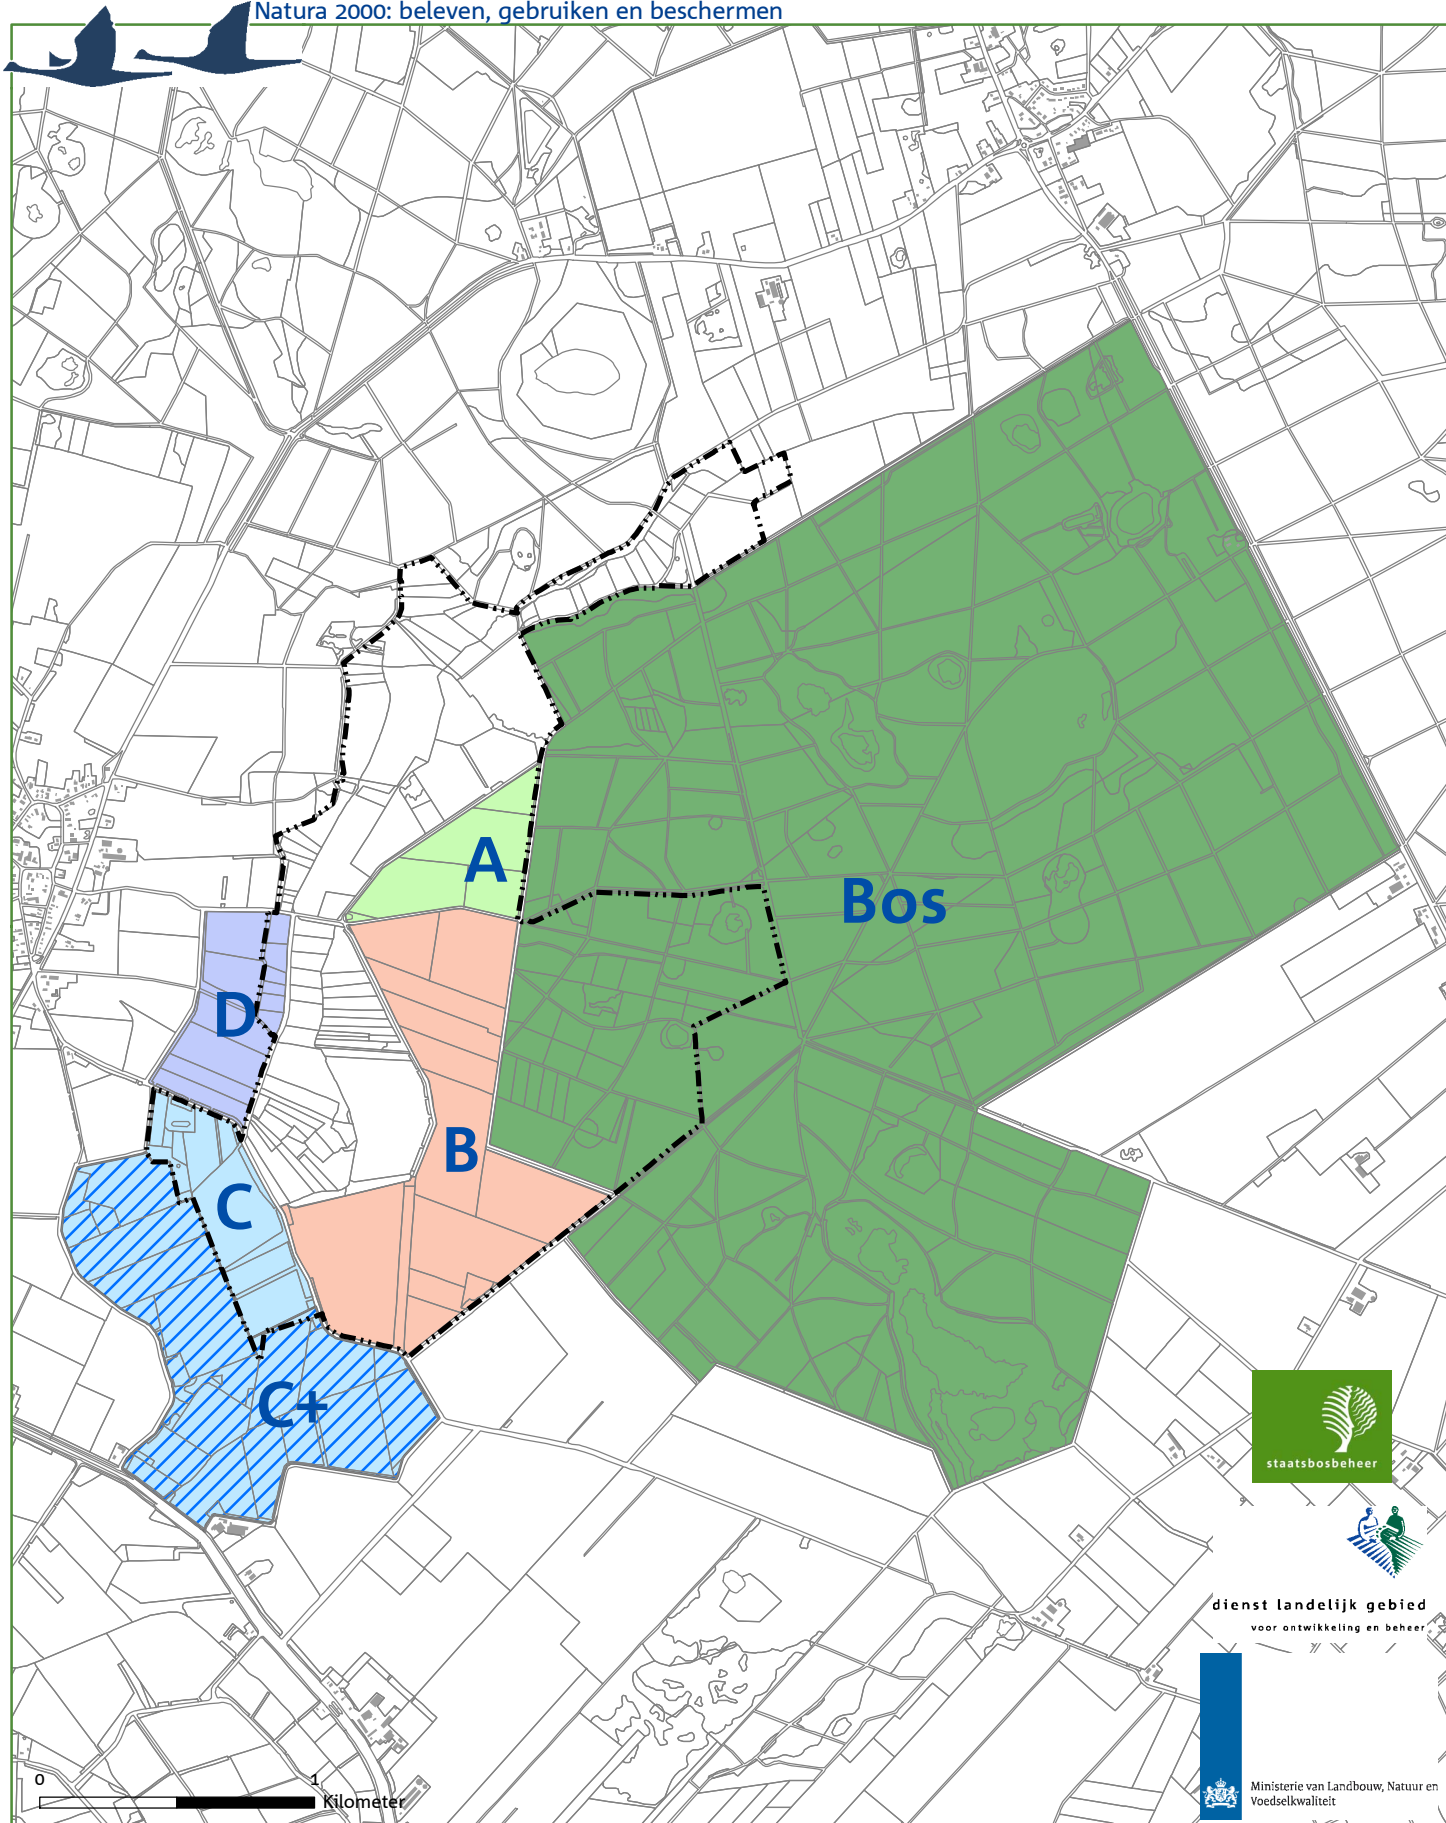 Natura 2000: beleven, gebruiken en beschermen
A
Bos
D
B
C
C+
staatsbosbeheer
dienst landelijk gebied
voor ontwikkeling en beheer
0 1
Kilometer
Ministerie van Landbouw, Natuur en
Voedselkwaliteit